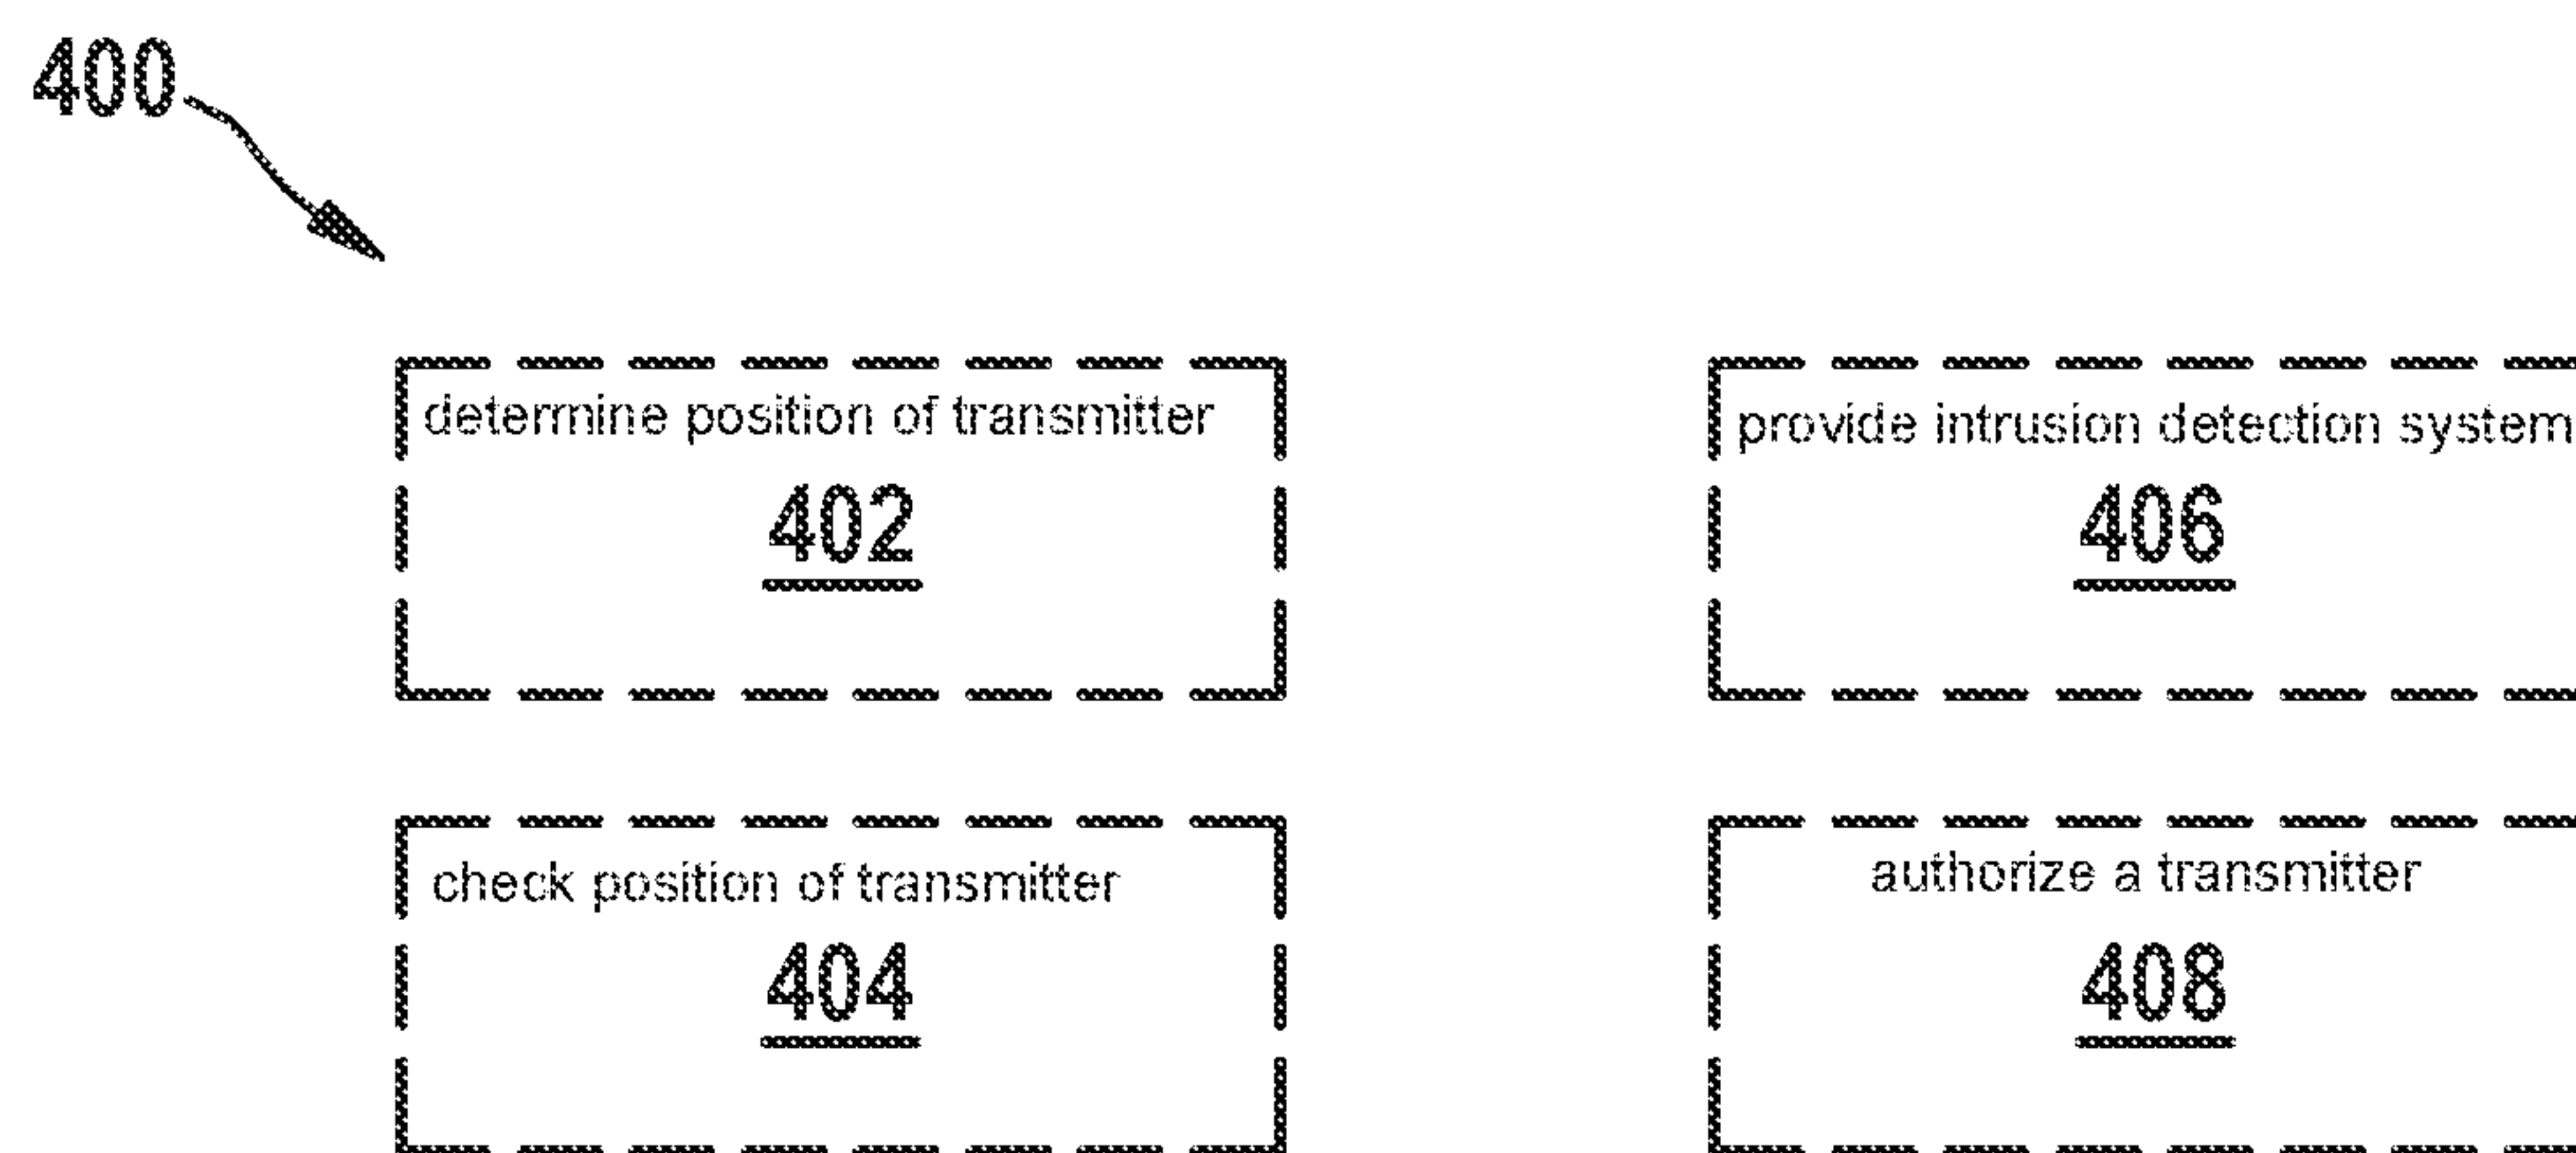 400
determine position of transmitter
402
provide intrusion detection system
406
check position of transmitter
404
authorize a transmitter
408